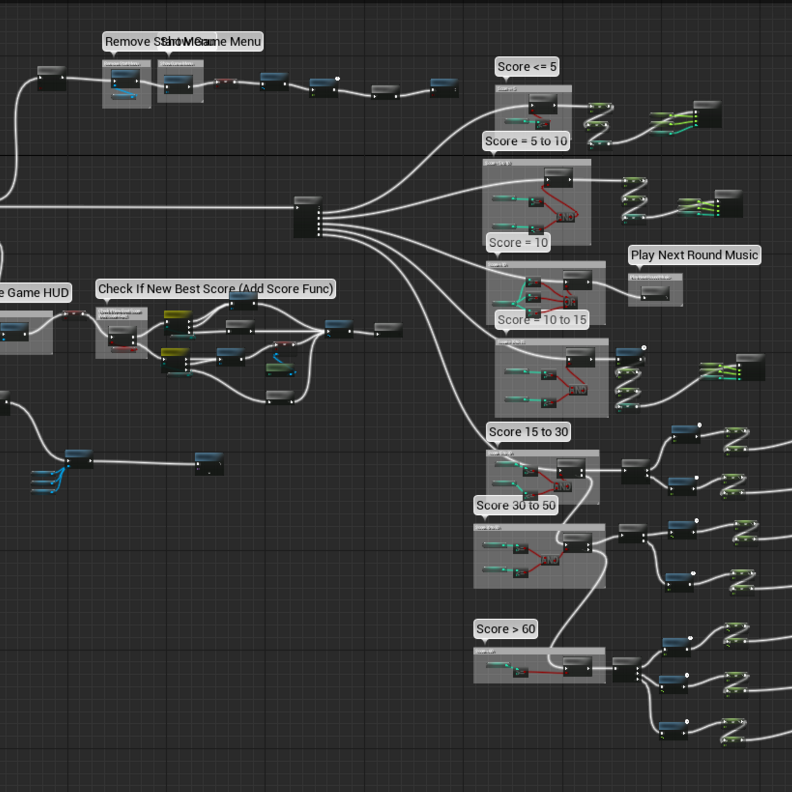 Remove St
Show Game Menu
Score <= 5
Score = 5 to 10
Score = 10
Play Next Round Music
e Game HUD
Check If New Best Score (Add Score Func)
Score = 10 to 15
Score 15 to 30
Score 30 to 50
Score > 60